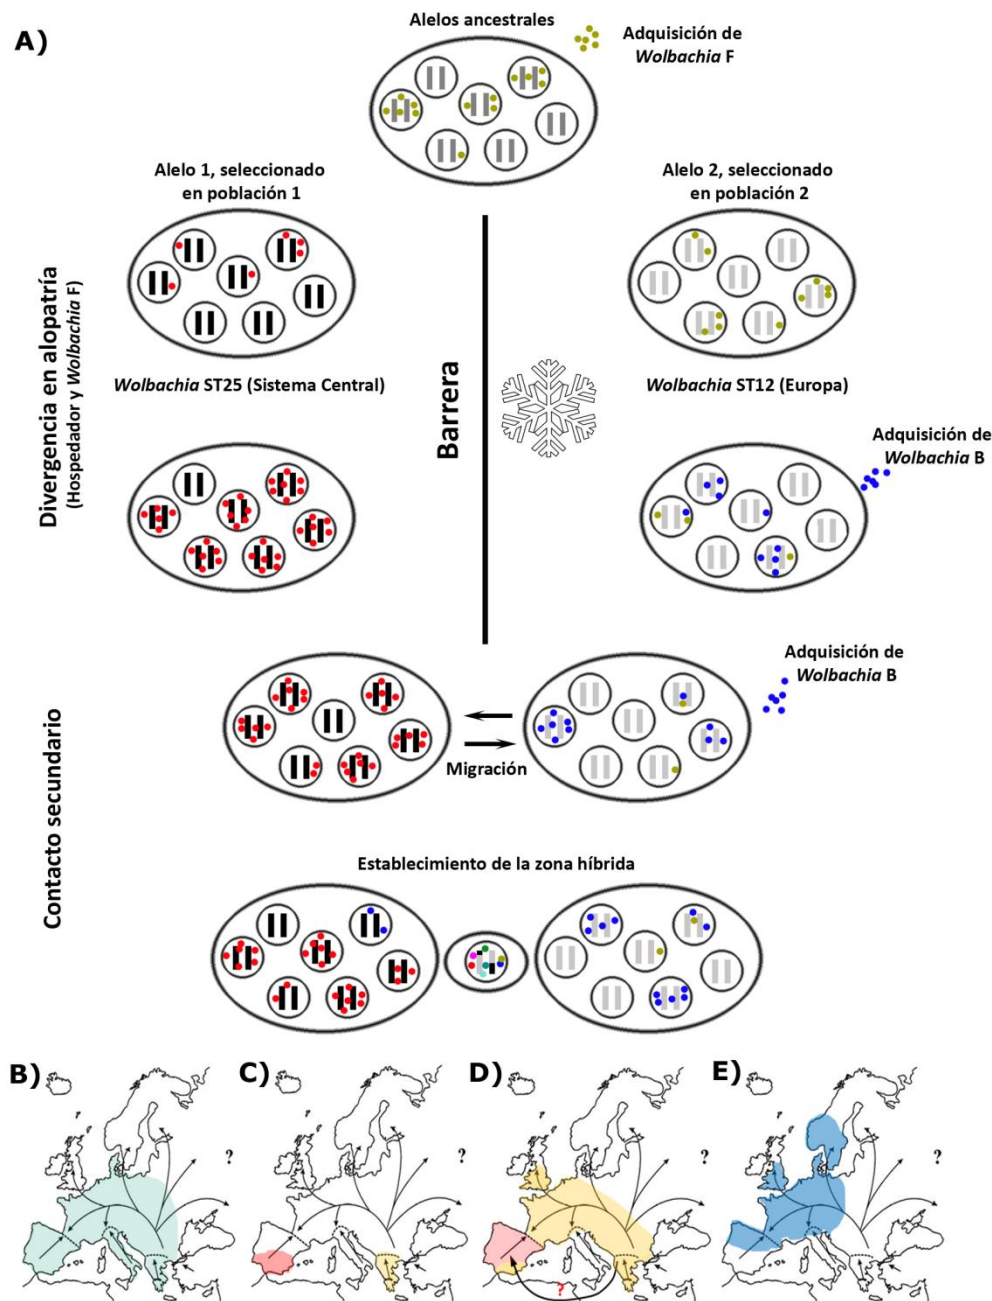 A)
Alelos ancestrales
Adquisición de
Wolbachia F
Alelo 1, seleccionado
en población 1
Alelo 2, seleccionado
en población 2
Divergencia en alopatría
(Hospedador y Wolbachia F)
Barrera
Wolbachia ST25 (Sistema Central)
Wolbachia ST12 (Europa)
Adquisición de
Wolbachia B
Contacto secundario
Migración
Adquisición de
Wolbachia B
Establecimiento de la zona híbrida
B)
C)
D)
E)
?
?
?
?
?